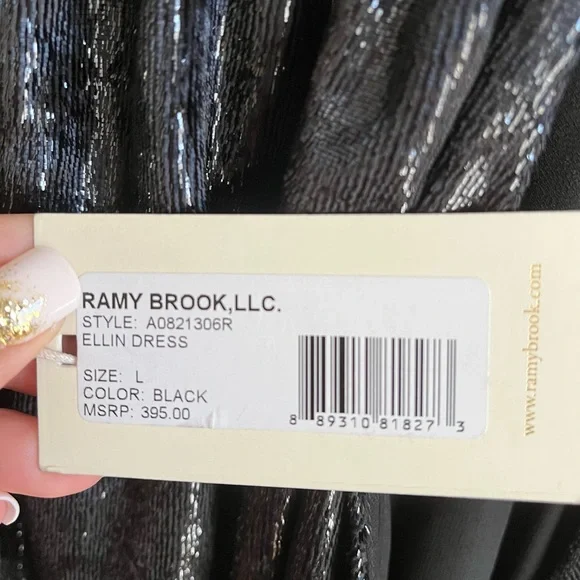 RAMY BROOK,LLC.
STYLE: A0821306R
ELLIN DRESS
SIZE: L
COLOR: BLACK
MSRP: 395.00
8 89310 81827 3
www.ramybrook.com